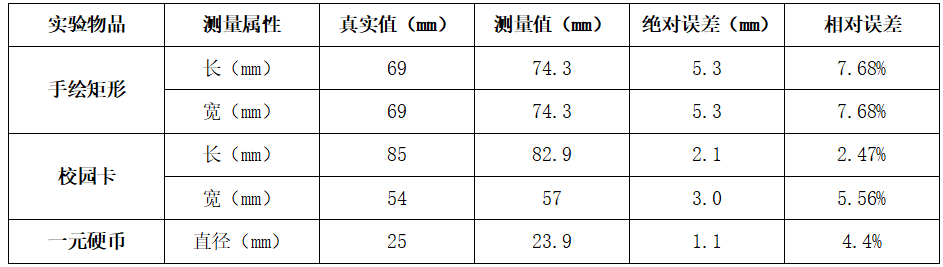 实验物品 测量属性 真实值（mm） 测量值（mm） 绝对误差（mm） 相对误差
手绘矩形 长（mm） 69 74.3 5.3 7.68%
宽（mm） 69 74.3 5.3 7.68%
校园卡 长（mm） 85 82.9 2.1 2.47%
宽（mm） 54 57 3.0 5.56%
一元硬币 直径（mm） 25 23.9 1.1 4.4%